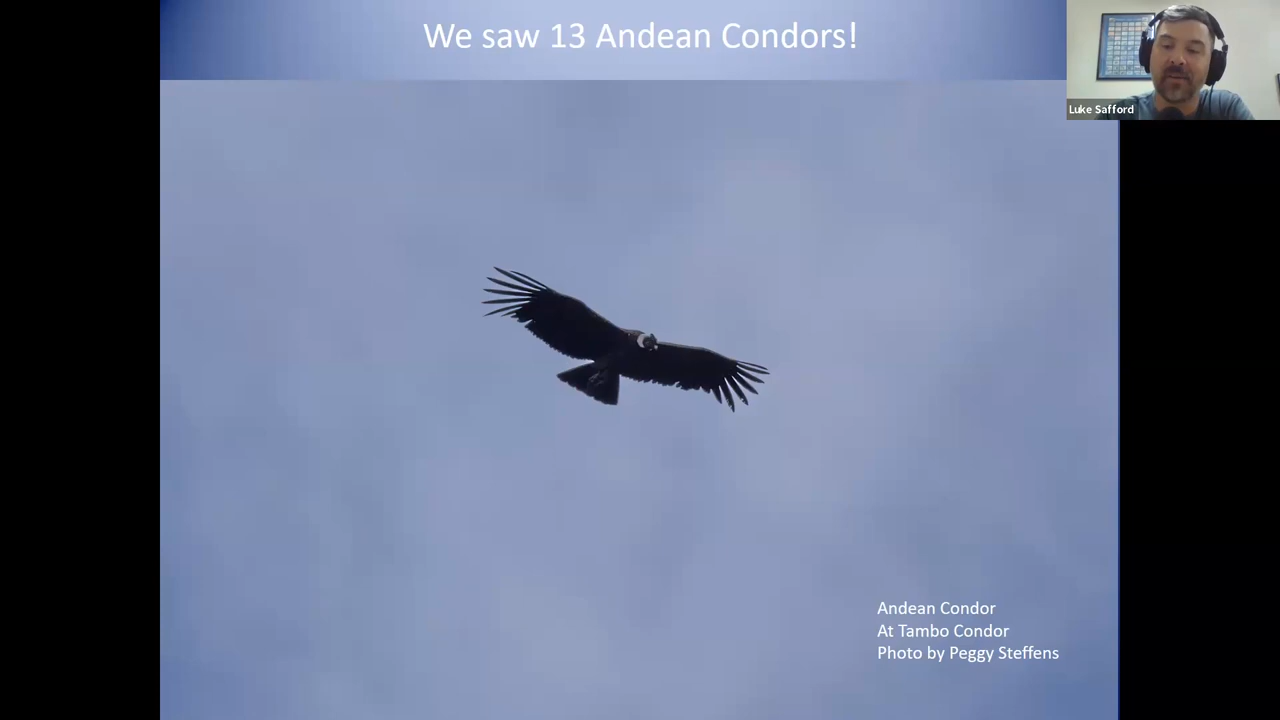 We saw 13 Andean Condors!
Luke Safford
Andean Condor
At Tambo Condor
Photo by Peggy Steffens